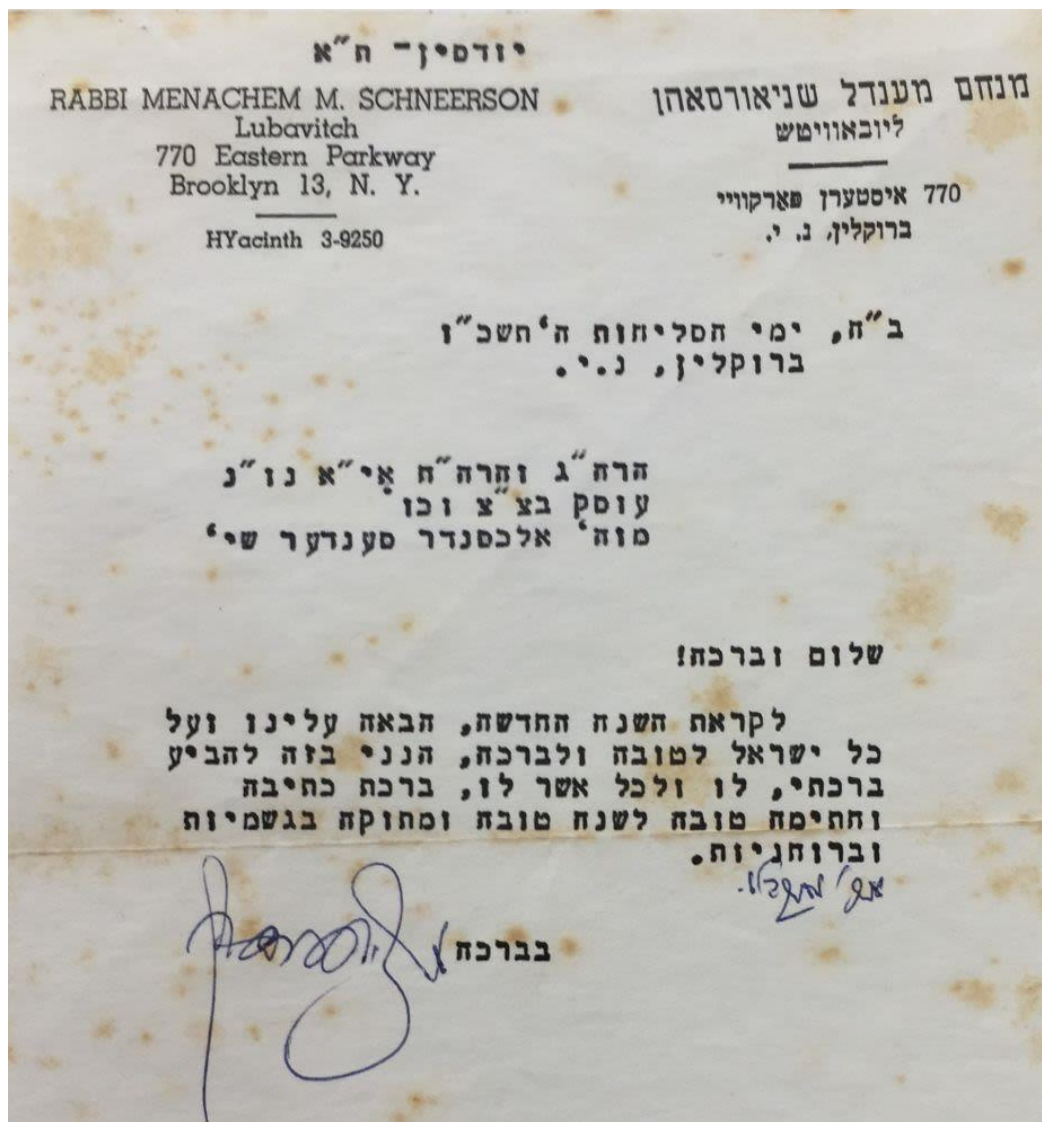 יודסין- ת״א
RABBI MENACHEM M. SCHNEERSON
Lubavitch
770 Eastern Parkway
Brooklyn 13, N. Y.
HYacinth 3-9250
מנחם מענדל שניאורסאהן
ליובאוויטש
770 איסטערן פארקוויי
ברוקלין, נ. י.
ב״ה, ימי הסליחות ה'תשכ״ו
ברוקלין, נ.י.
הרה״ג והרה״ח אי״א נו״נ
עוסק בצ״צ וכו'
מוה' אלכסנדר סענדער שי'
שלום וברכה!
לקראת השנה החדשה, הבאה עלינו ועל
כל ישראל לטובה ולברכה, הנני בזה להביע
ברכתי, לו ולכל אשר לו, ברכת כתיבה
וחתימה טובה לשנה טובה ומתוקה בגשמיות
וברוחניות.
בברכה